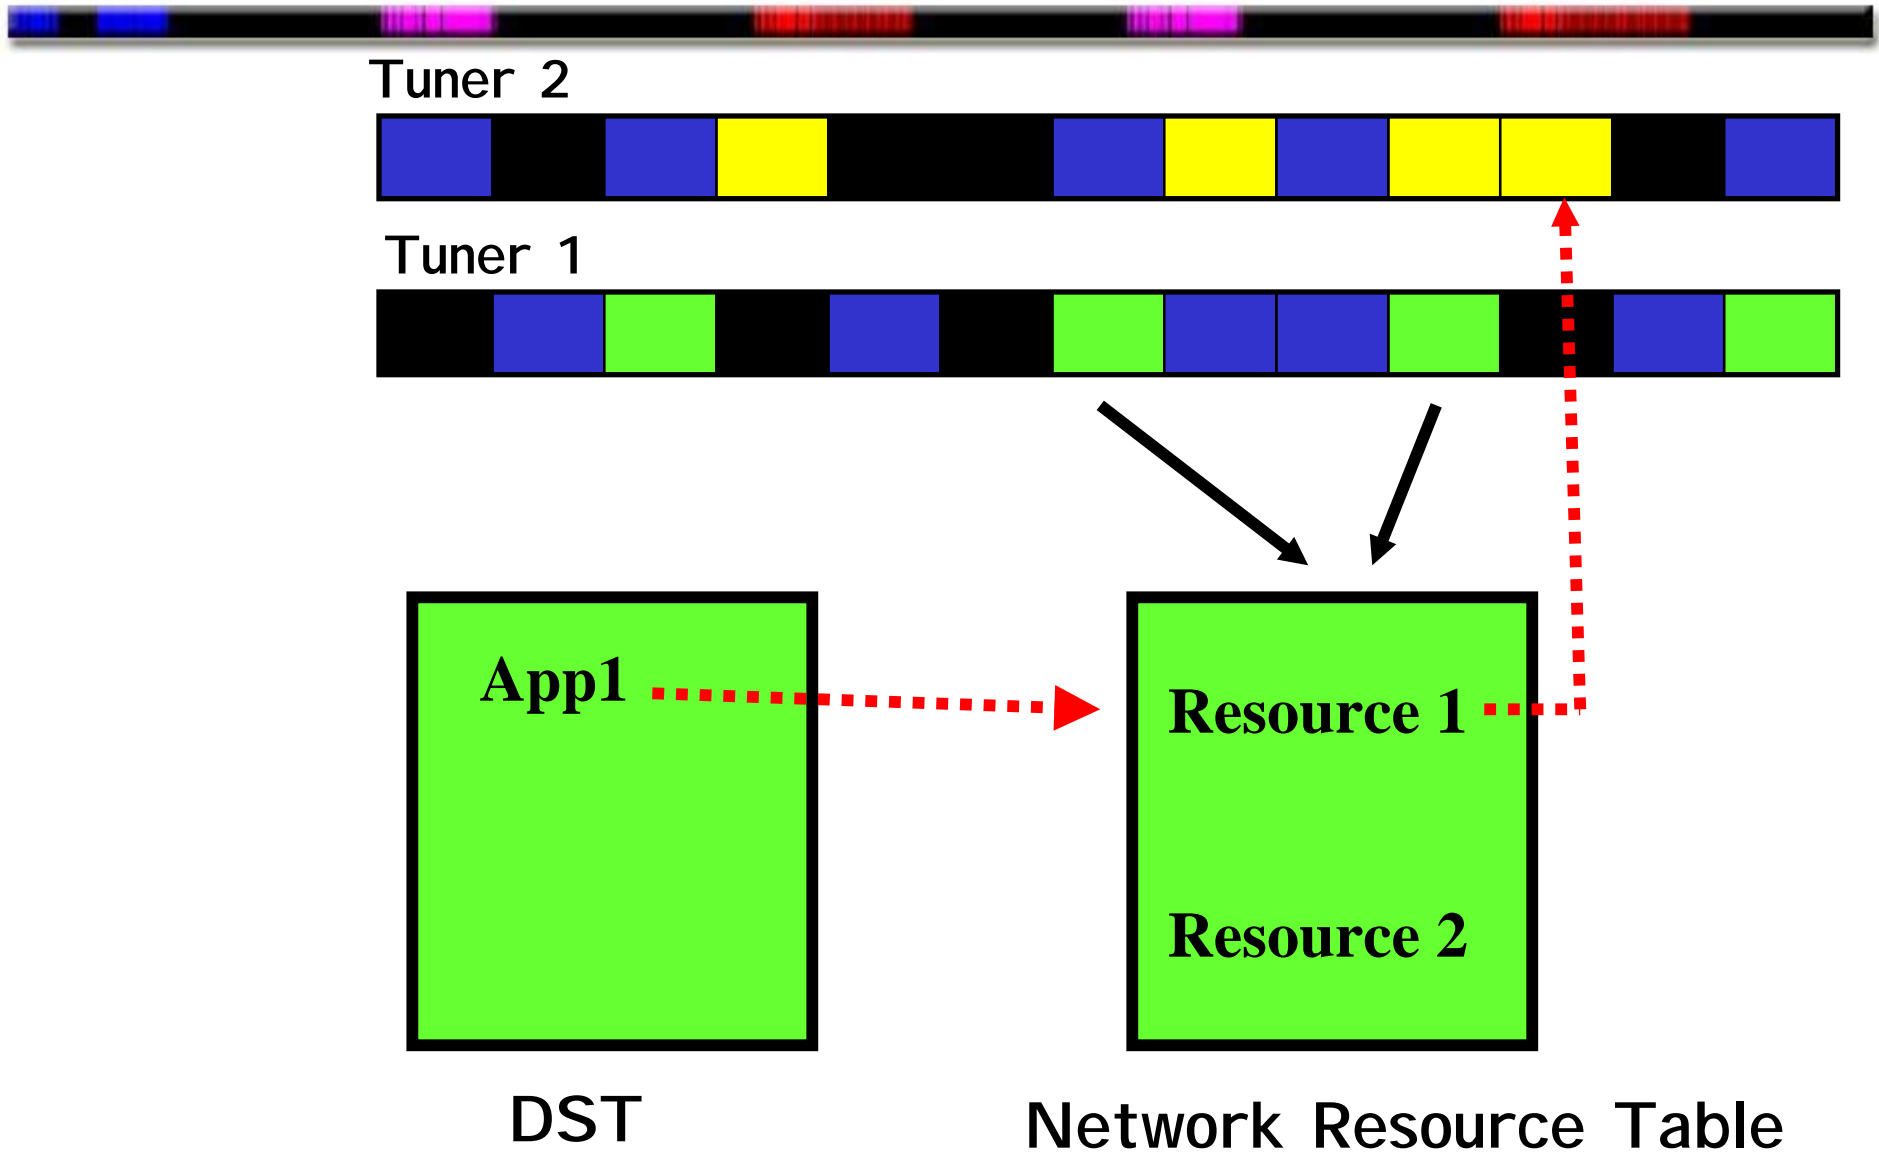 Tuner 2
Tuner 1
App1
Resource 1
Resource 2
DST
Network Resource Table